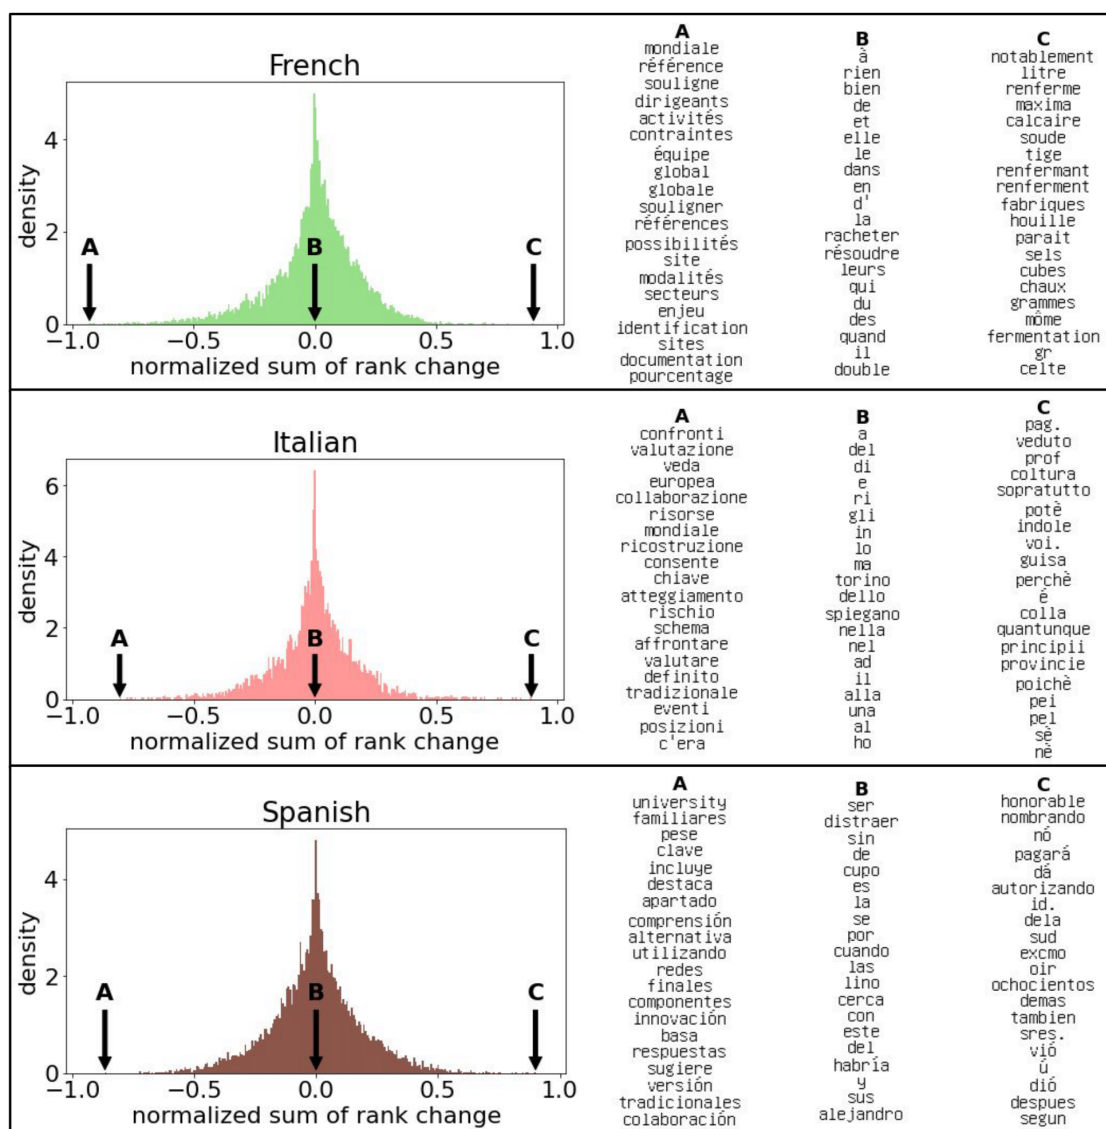 French
density
4
2
0
A
B
C
−1.0
−0.5
0.0
0.5
1.0
normalized sum of rank change
A
mondiale
référence
souligne
dirigeants
activités
contraintes
équipe
global
globale
souligner
références
possibilités
site
modalités
secteurs
enjeu
identification
sites
documentation
pourcentage
B
à
rien
bien
de
et
elle
le
dans
en
d'
la
racheter
résoudre
leurs
qui
du
des
quand
il
double
C
notablement
litre
renferme
maxima
calcaire
soude
tige
renfermant
renferment
fabriques
houille
parait
sels
cubes
chaux
grammes
môme
fermentation
gr
celte
Italian
density
6
4
2
0
A
B
C
−1.0
−0.5
0.0
0.5
1.0
normalized sum of rank change
A
confronti
valutazione
veda
europea
collaborazione
risorse
mondiale
ricostruzione
consente
chiave
atteggiamento
rischio
schema
affrontare
valutare
definito
tradizionale
eventi
posizioni
c'era
B
a
del
di
e
ri
gli
in
lo
ma
torino
dello
spiegano
nella
nel
ad
il
alla
una
al
ho
C
pag.
veduto
prof
coltura
sopratutto
potè
indole
voi.
guisa
perchè
é
colla
quantunque
principii
provincie
poichè
pei
pel
sè
nè
Spanish
density
4
2
0
A
B
C
−1.0
−0.5
0.0
0.5
1.0
normalized sum of rank change
A
university
familiares
pese
clave
incluye
destaca
apartado
comprensión
alternativa
utilizando
redes
finales
componentes
innovación
basa
respuestas
sugiere
versión
tradicionales
colaboración
B
ser
distraer
sin
de
cupo
es
la
se
por
cuando
las
lino
cerca
con
este
del
habría
y
sus
alejandro
C
honorable
nombrando
nó
pagará
dá
autorizando
id.
dela
sud
excmo
oir
ochocientos
demas
tambien
sres.
vió
ú
dió
despues
segun